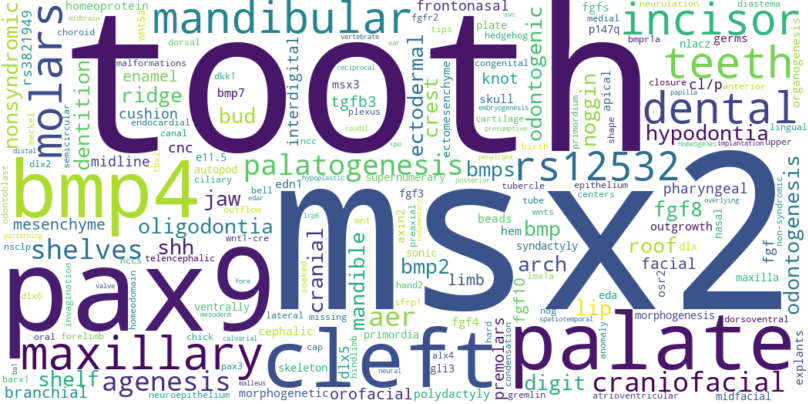 tooth
msx2
pax9
palate
cleft
bmp4
dental
maxillary
mandibular
incisor
teeth
molars
rs12532
palatogenesis
craniofacial
agenesis
hypodontia
oligodontia
shelves
shelf
nonsyndromic
rs3821949
homeoprotein
choroid
wnt5a
midbrain
dorsal
malformations
enamel
ridge
cushion
endocardial
canal
dentition
semicircular
meckel
distal
dlx2
midline
cnc
e11.5
autopod
ciliary
tbx2
dkk1
bmp7
bud
msx3
tgfb3
interdigital
vertebrate
ear
reciprocal
plexus
caudal
ncc
cpo
ectodermal
ectomesenchyme
crest
fgfr2
frontonasal
plate
tips
hedgehog
avc
knot
congenital
skull
cartilage
embryogenesis
presumptive
birth
odontogenic
primordium
noggin
apical
shape
closure
fgfs
medial
p147q
bmpr1a
nlacz
germs
cl/p
anterior
papilla
lingual
neurulation
diastema
organogenesis
homeogenes
implantation
upper
odontoblast
patterning
mesenchyme
jaw
shh
nsclp
nccs
telencephalic
outflow
wnt1-cre
bell
edar
edn1
hypoplastic
supernumerary
penetrant
posterior
fgf3
lrp6
wnt
axin2
preaxial
sonic
bmp2
bmps
tubercle
tube
wnts
beads
hem
syndactyly
limb
epithelium
centers
bmp
arch
lmx1a
pharyngeal
fgf8
outgrowth
roof
dlx
facial
osr2
nasal
fgf
overlying
non-syndromic
maxilla
odontogenesis
dlx6
invagination
valve
homeodomain
ventrally
mesoderm
fore
cranial
soaked
mandible
hand2
sfrp1
aer
fgf4
fgf10
nog
eda
lip
spatiotemporal
morphogenesis
dorsoventral
anomaly
explants
oral
forelimb
chick
calvarial
pax3
lateral
missing
cephalic
cap
primordia
dlx5
hindlimb
alx4
gli3
hard
condensation
premolars
gremlin
digit
atrioventricular
midfacial
barx1
branchial
neuroepithelium
malleus
skeleton
neural
morphogenetic
orofacial
polydactyly